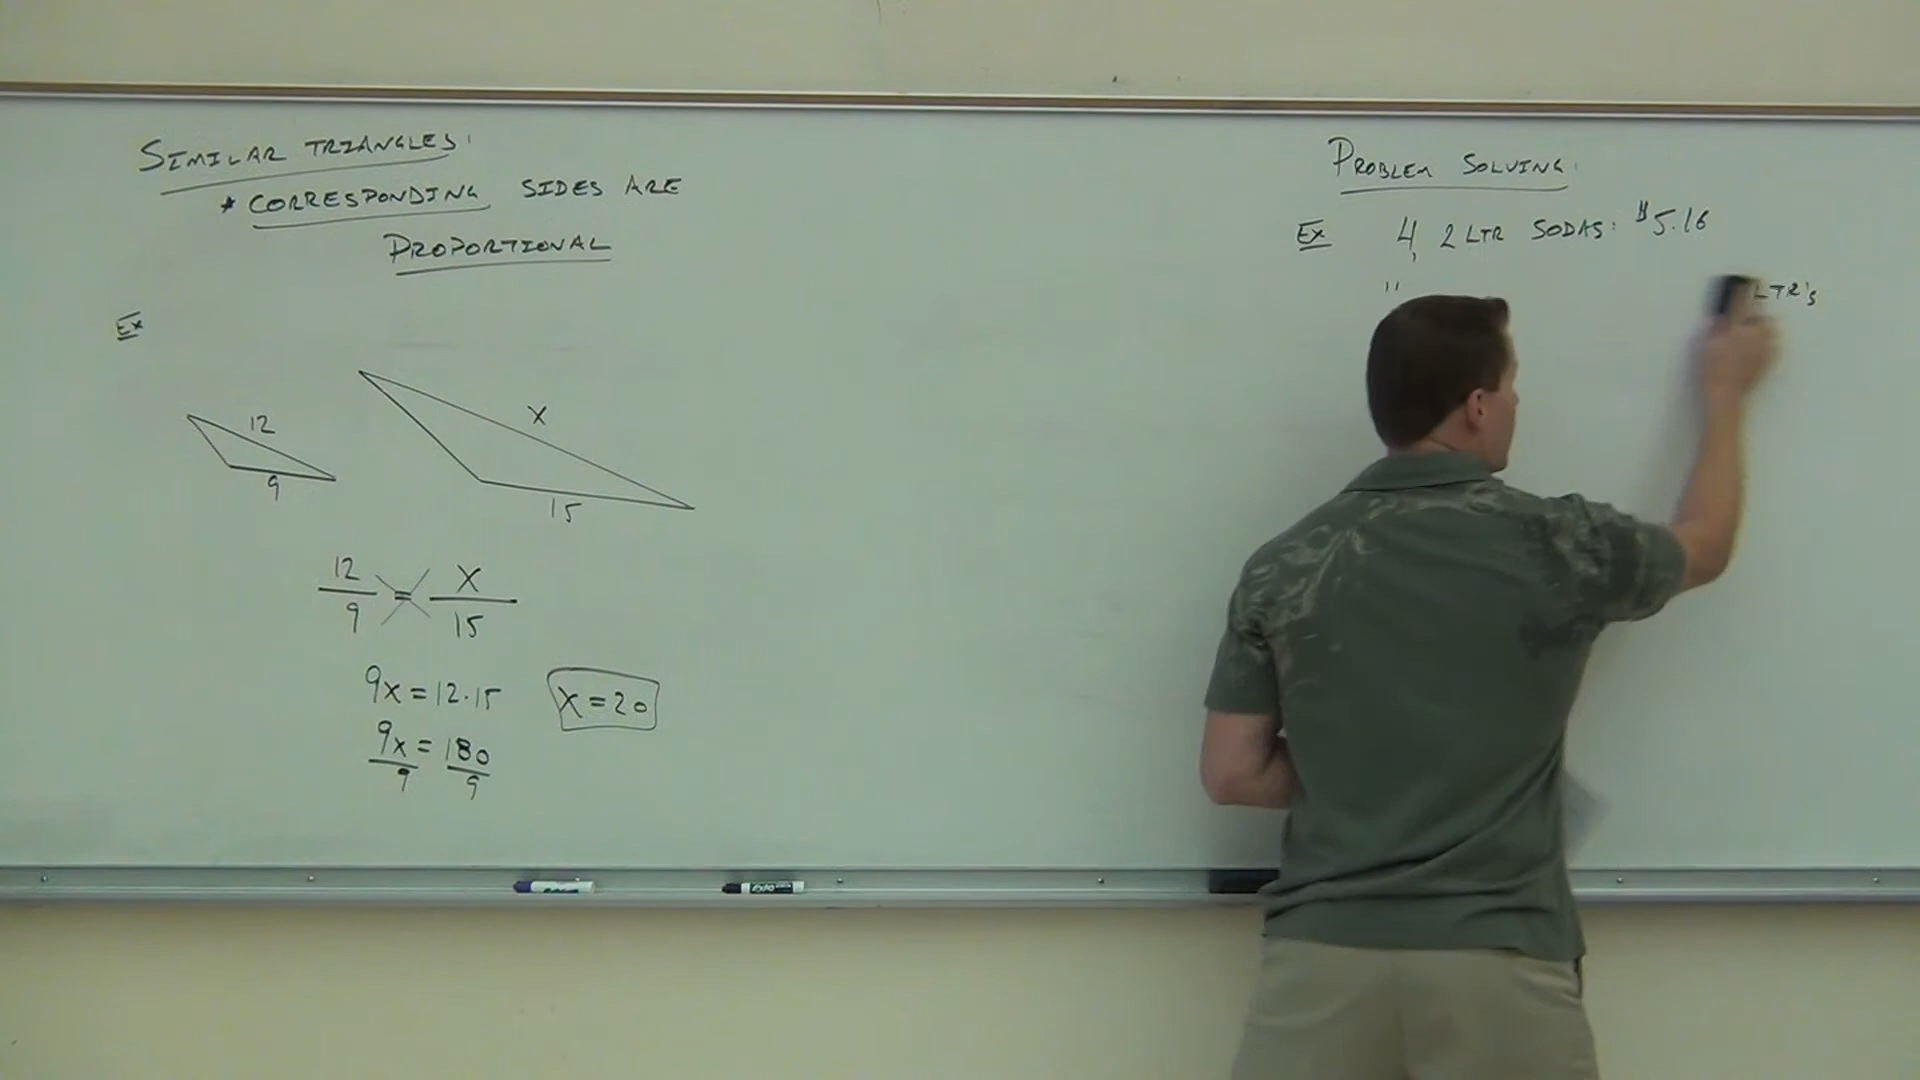 SIMILAR TRIANGLES:
* CORRESPONDING SIDES ARE
PROPORTIONAL
Ex
12
9
X
15
12/9 = X/15
9x = 12·15
9x/9 = 180/9
X = 20
PROBLEM SOLVING:
Ex 4, 2 LTR SODAS: $5.16
" LTR's